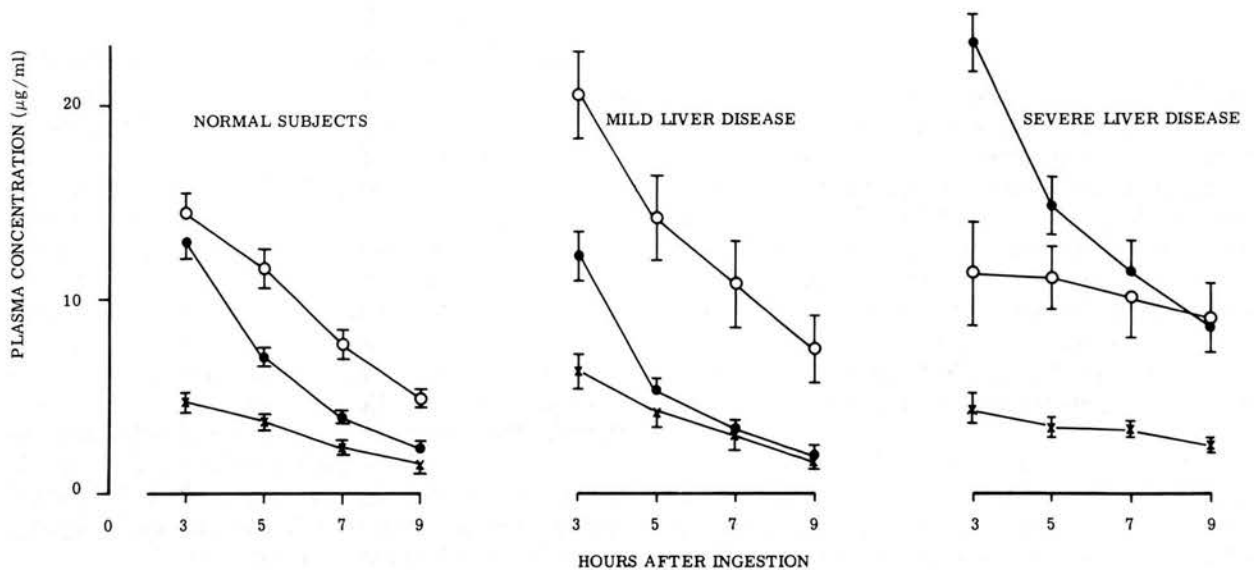 PLASMA CONCENTRATION (µg/ml)
20
10
0
0
NORMAL SUBJECTS
3 5 7 9
MILD LIVER DISEASE
3 5 7 9
SEVERE LIVER DISEASE
3 5 7 9
HOURS AFTER INGESTION